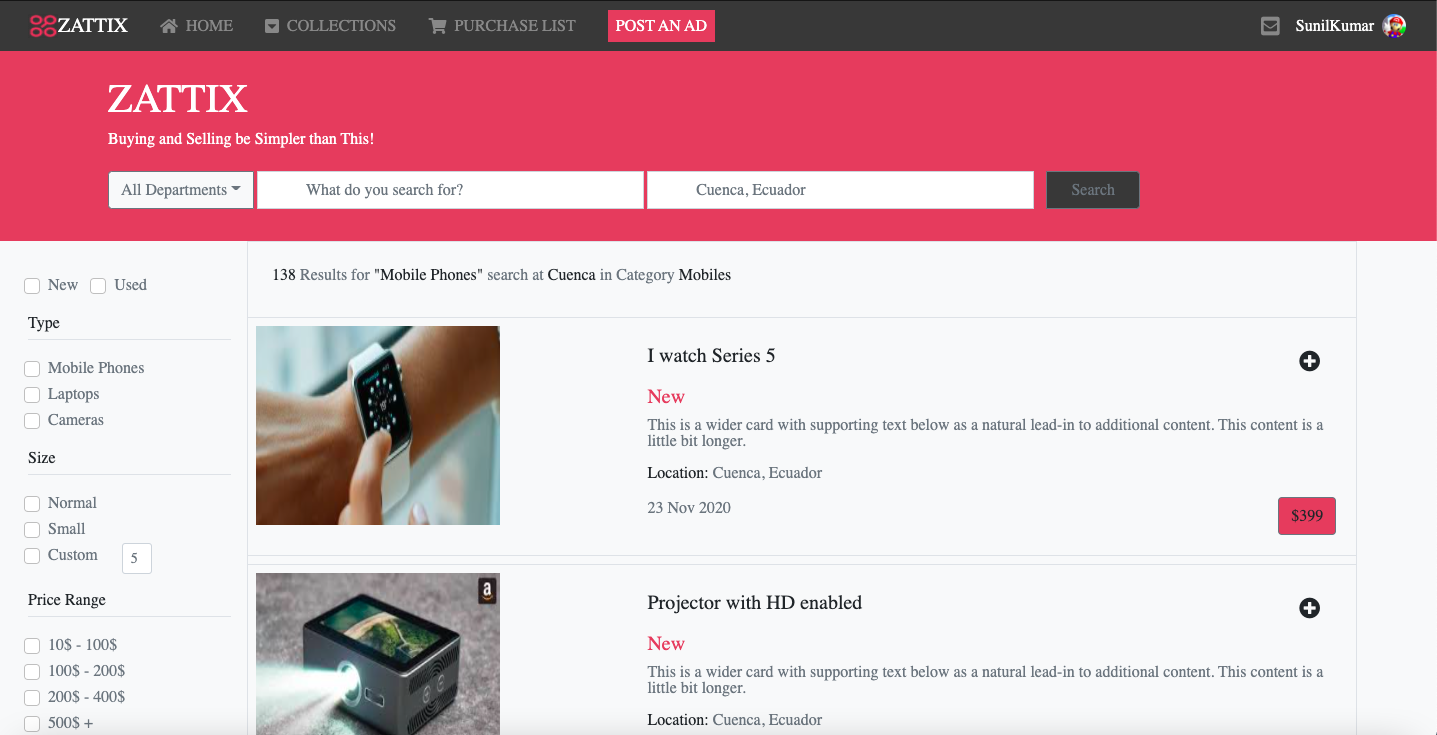 ZATTIX HOME COLLECTIONS PURCHASE LIST POST AN AD SunilKumar
ZATTIX
Buying and Selling be Simpler than This!
All Departments What do you search for? Cuenca, Ecuador Search
New Used
Type
Mobile Phones
Laptops
Cameras
Size
Normal
Small
Custom 5
Price Range
10$ - 100$
100$ - 200$
200$ - 400$
500$ +
138 Results for "Mobile Phones" search at Cuenca in Category Mobiles
I watch Series 5
New
This is a wider card with supporting text below as a natural lead-in to additional content. This content is a
little bit longer.
Location: Cuenca, Ecuador
23 Nov 2020
$399
a
Projector with HD enabled
New
This is a wider card with supporting text below as a natural lead-in to additional content. This content is a
little bit longer.
Location: Cuenca, Ecuador